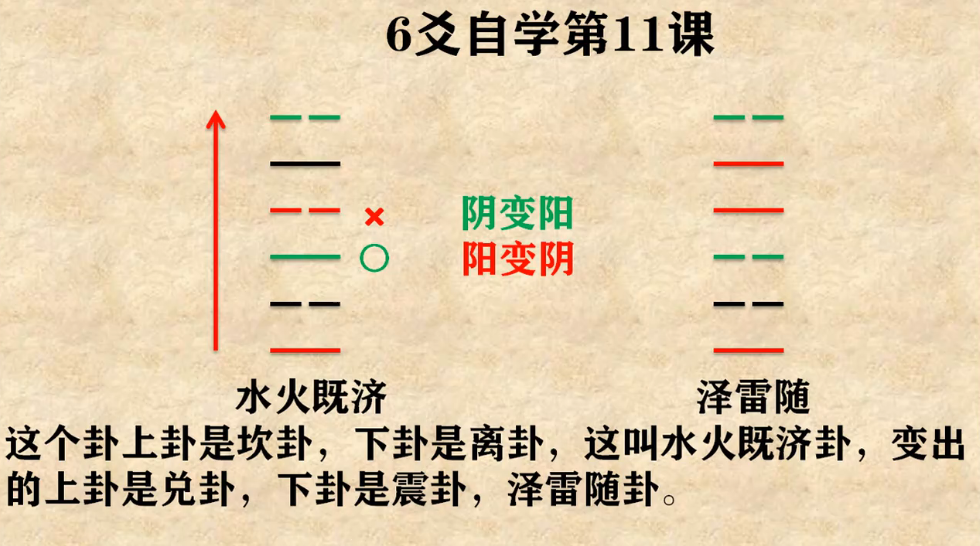 6爻自学第11课
阴变阳
阳变阴
水火既济
泽雷随
这个卦上卦是坎卦，下卦是离卦，这叫水火既济卦，变出
的上卦是兑卦，下卦是震卦，泽雷随卦。